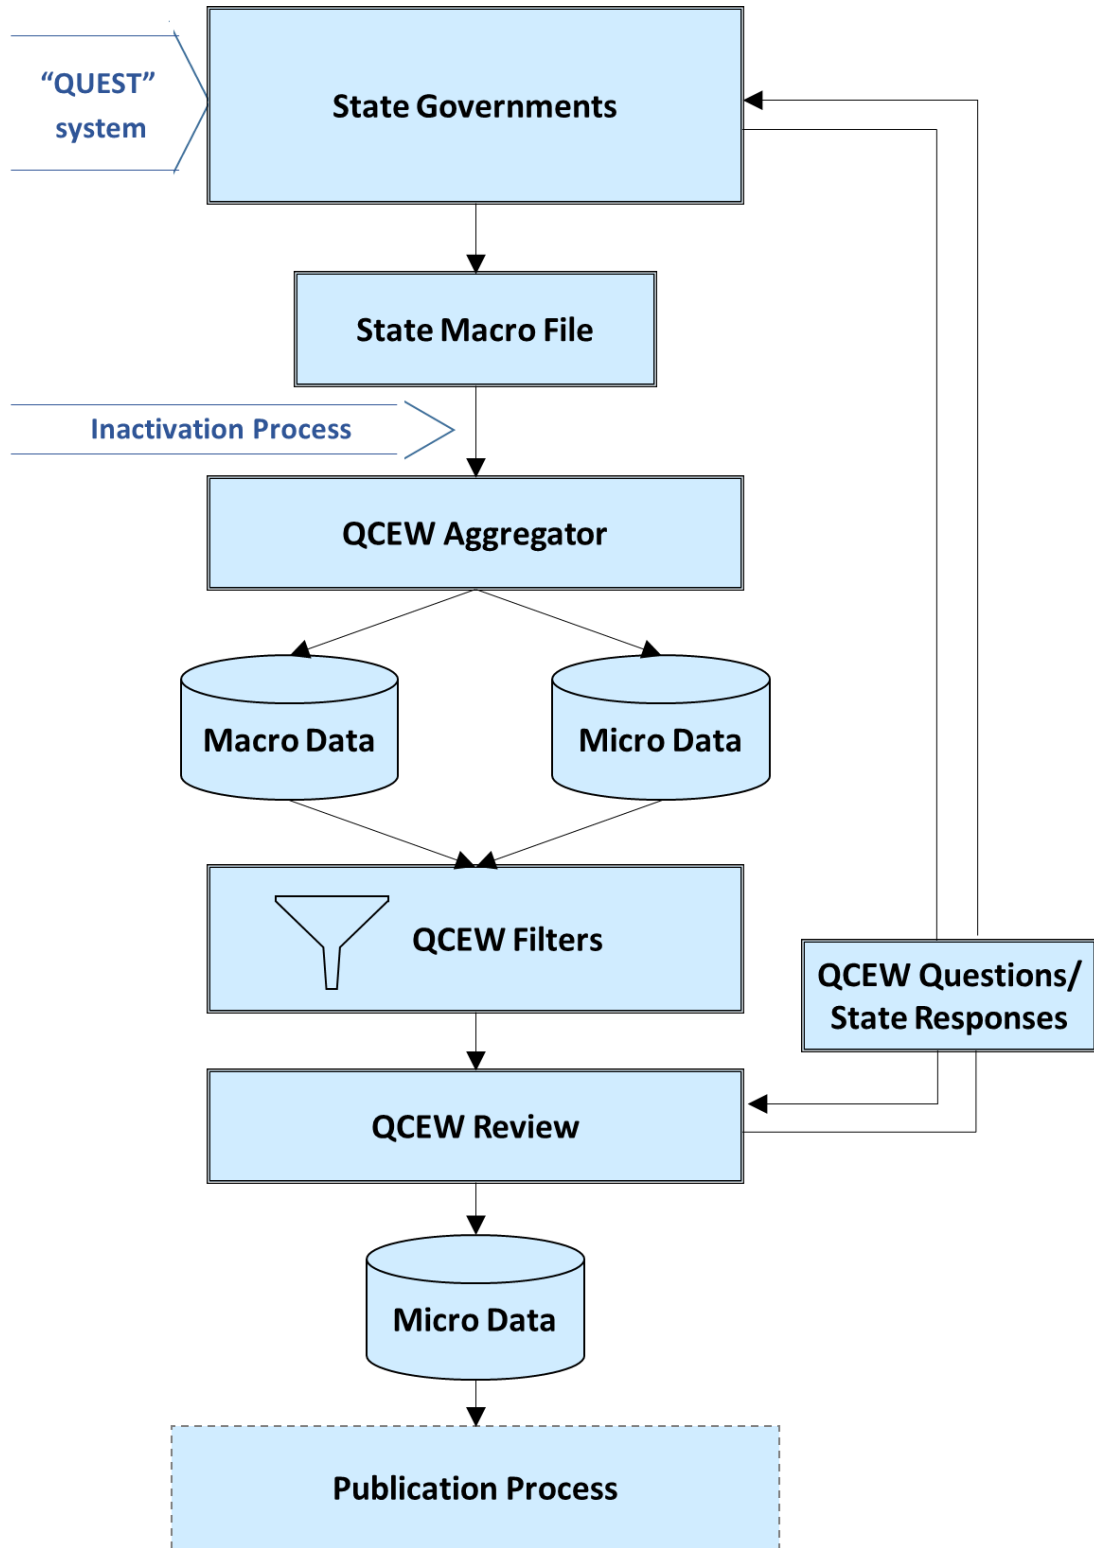 “QUEST”
system
State Governments
State Macro File
Inactivation Process
QCEW Aggregator
Macro Data
Micro Data
QCEW Filters
QCEW Questions/
State Responses
QCEW Review
Micro Data
Publication Process